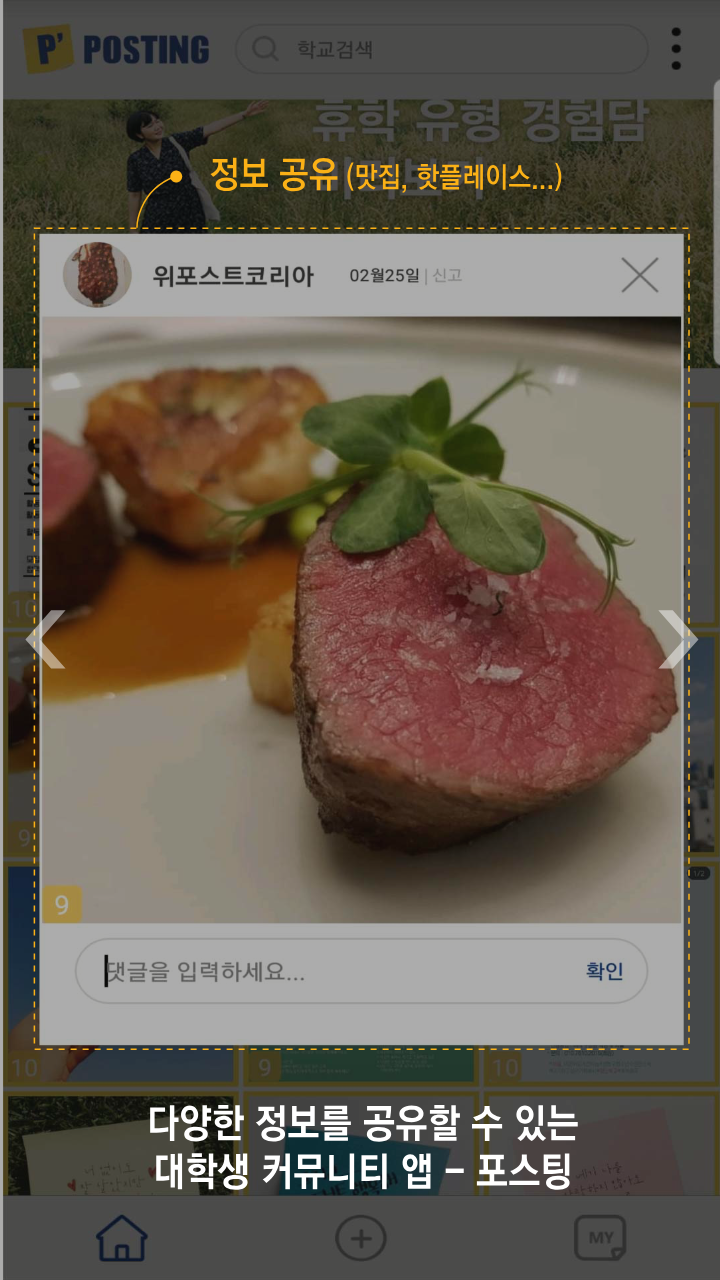 P' POSTING
학교검색
휴학 유형 경험담
정보 공유 (맛집, 핫플레이스...)
위포스트코리아 02월25일 | 신고
10
9
1/2
9
댓글을 입력하세요... 확인
10
9
10
다양한 정보를 공유할 수 있는
대학생 커뮤니티 앱 – 포스팅
MY